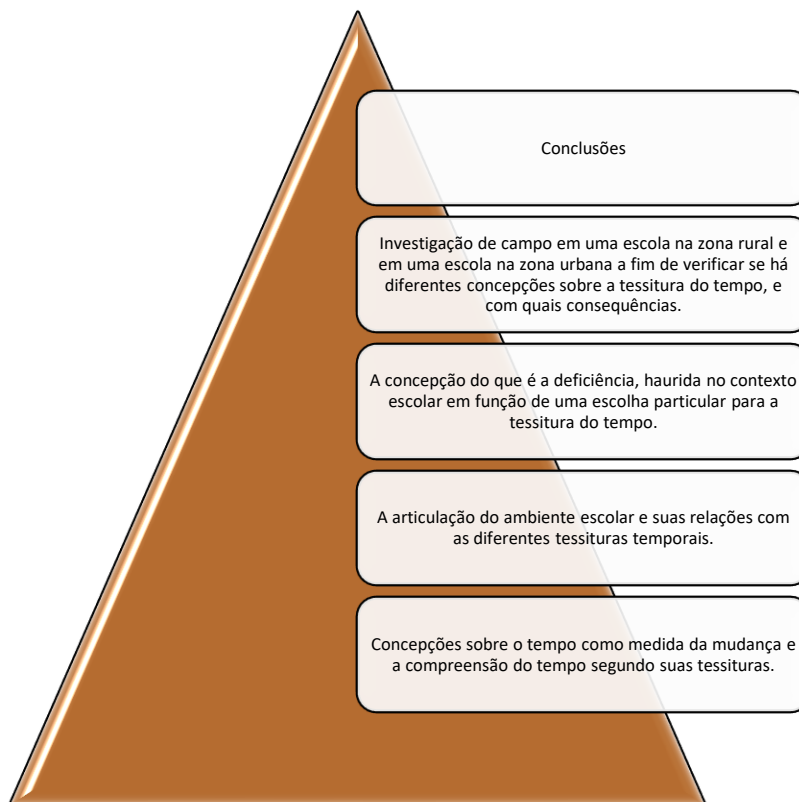 Conclusões
Investigação de campo em uma escola na zona rural e
em uma escola na zona urbana a fim de verificar se há
diferentes concepções sobre a tessitura do tempo, e
com quais consequências.
A concepção do que é a deficiência, haurida no contexto
escolar em função de uma escolha particular para a
tessitura do tempo.
A articulação do ambiente escolar e suas relações com
as diferentes tessituras temporais.
Concepções sobre o tempo como medida da mudança e
a compreensão do tempo segundo suas tessituras.